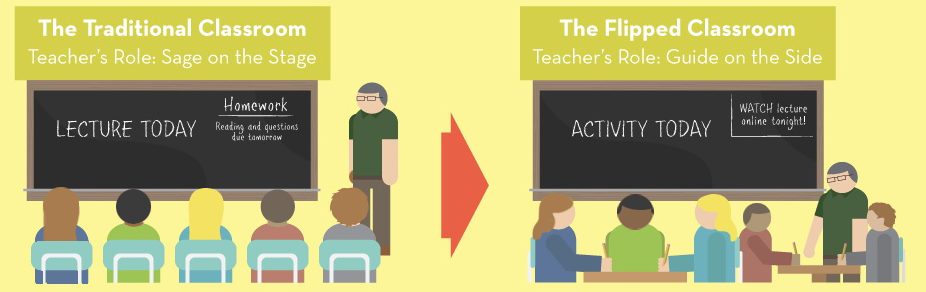 The Traditional Classroom
Teacher's Role: Sage on the Stage
LECTURE TODAY
Homework
Reading and questions
due tomorrow
The Flipped Classroom
Teacher's Role: Guide on the Side
ACTIVITY TODAY
WATCH lecture
online tonight!